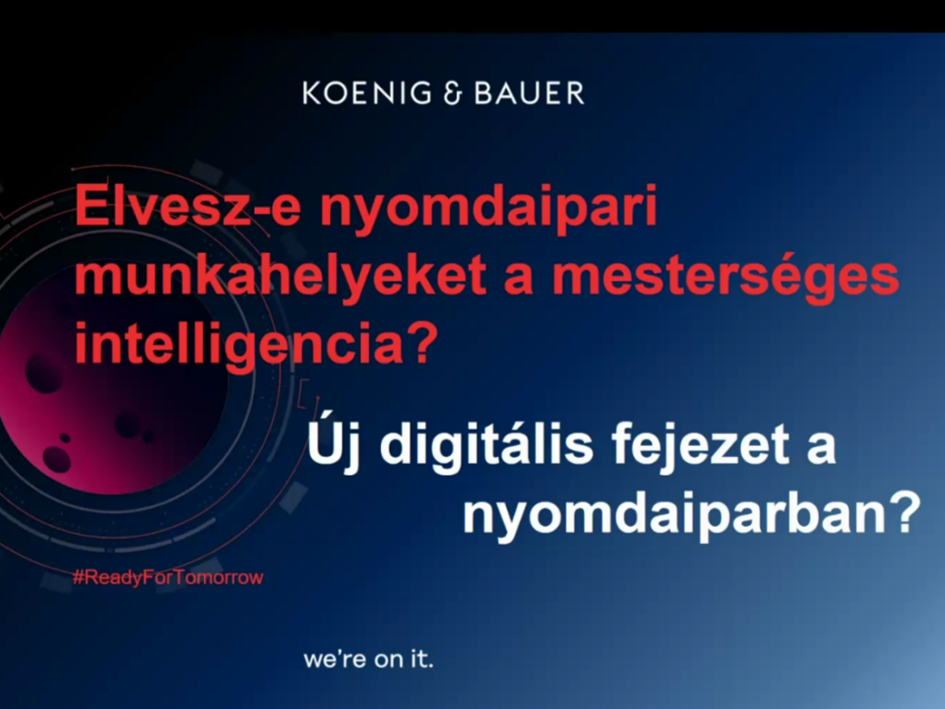 KOENIG & BAUER
Elvesz-e nyomdaipari
munkahelyeket a mesterséges
intelligencia?
Új digitális fejezet a
nyomdaiparban?
#ReadyForTomorrow
we're on it.